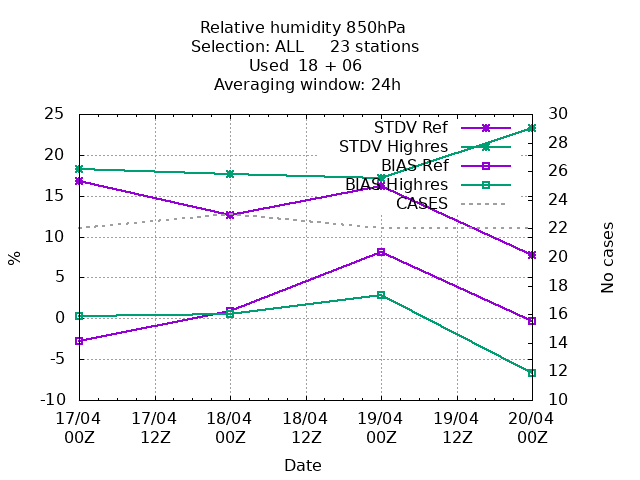 Relative humidity 850hPa
Selection: ALL 23 stations
Used 18 + 06
Averaging window: 24h
25
20
15
10
5
0
-5
-10
30
28
26
24
22
20
18
16
14
12
10
STDV Ref
STDV Highres
BIAS Ref
BIAS Highres
CASES
%
No cases
17/04 17/04 18/04 18/04 19/04 19/04 20/04
00Z 12Z 00Z 12Z 00Z 12Z 00Z
Date